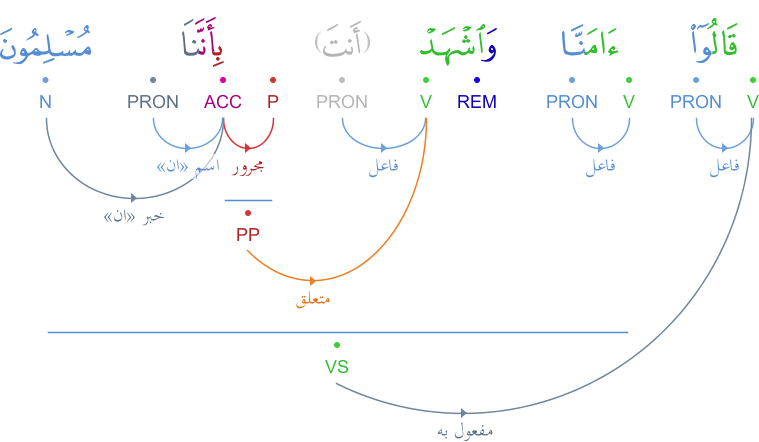 قَالُوٓا۟ ءَامَنَّا وَٱشْهَدْ (أَنتَ) بِأَنَّنَا مُسْلِمُونَ
N PRON ACC P PRON V REM PRON V PRON V
خبر «ان» اسم «ان» مجرور فاعل فاعل فاعل
PP
متعلق
VS
مفعول به